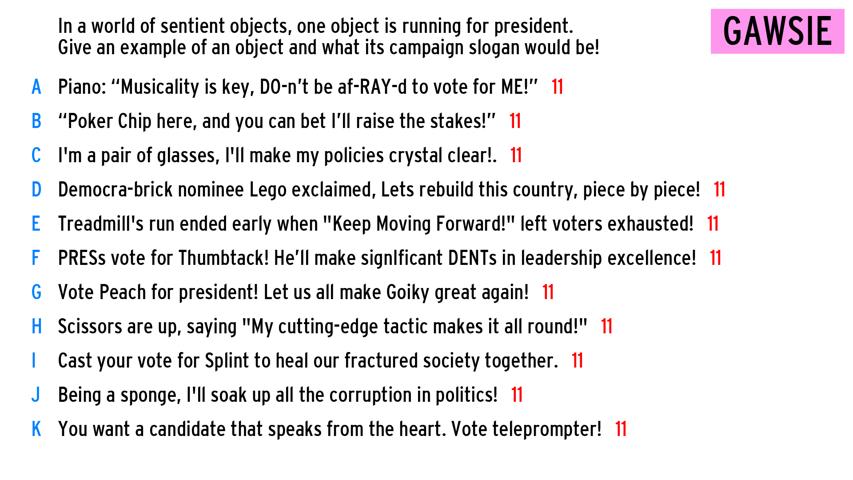 In a world of sentient objects, one object is running for president.
Give an example of an object and what its campaign slogan would be!
GAWSIE
A Piano: “Musicality is key, DO-n’t be af-RAY-d to vote for ME!” 11
B “Poker Chip here, and you can bet I’ll raise the stakes!” 11
C I'm a pair of glasses, I'll make my policies crystal clear!. 11
D Democra-brick nominee Lego exclaimed, Lets rebuild this country, piece by piece! 11
E Treadmill's run ended early when "Keep Moving Forward!" left voters exhausted! 11
F PRESs vote for Thumbtack! He’ll make signIficant DENTs in leadership excellence! 11
G Vote Peach for president! Let us all make Goiky great again! 11
H Scissors are up, saying "My cutting-edge tactic makes it all round!" 11
I Cast your vote for Splint to heal our fractured society together. 11
J Being a sponge, I'll soak up all the corruption in politics! 11
K You want a candidate that speaks from the heart. Vote teleprompter! 11